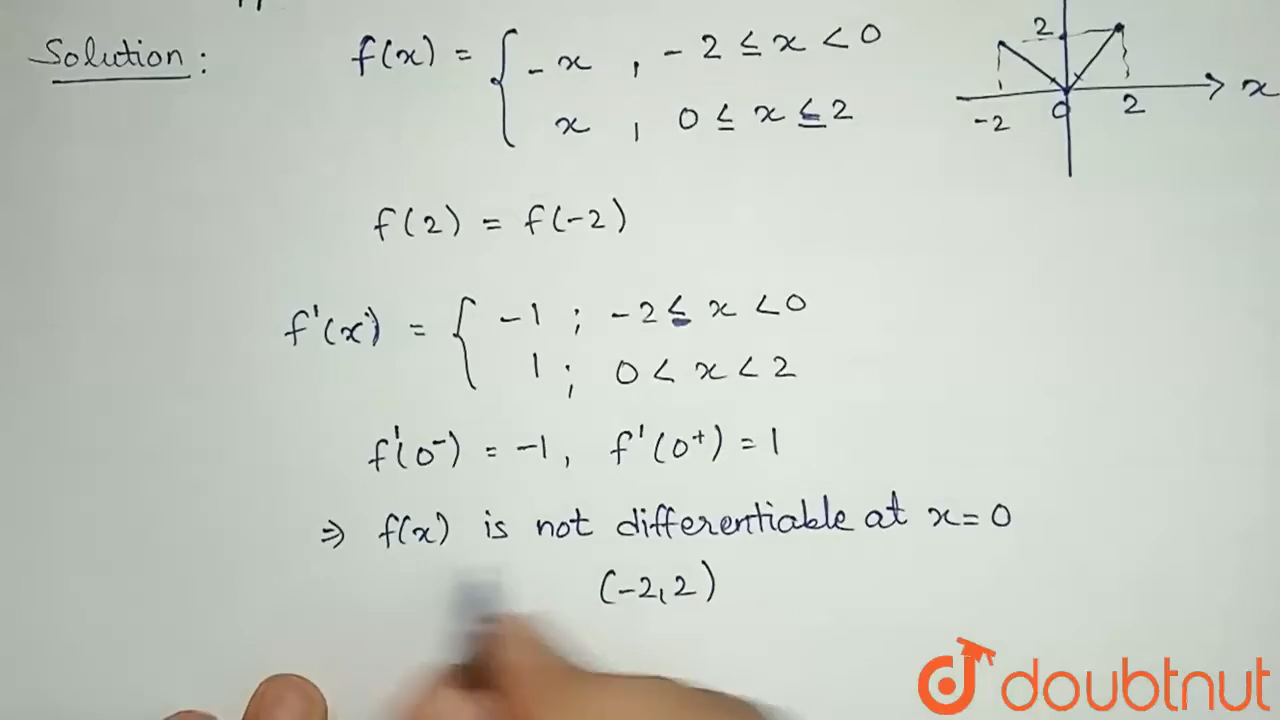 Solution : f(x) = { -x , -2 ≤ x < 0
x , 0 ≤ x ≤ 2
2
-2 0 2 x
f(2) = f(-2)
f'(x) = { -1 ; -2 ≤ x < 0
1 ; 0 < x < 2
f'(0⁻) = -1, f'(0⁺) = 1
⇒ f(x) is not differentiable at x = 0
(-2, 2)
doubtnut